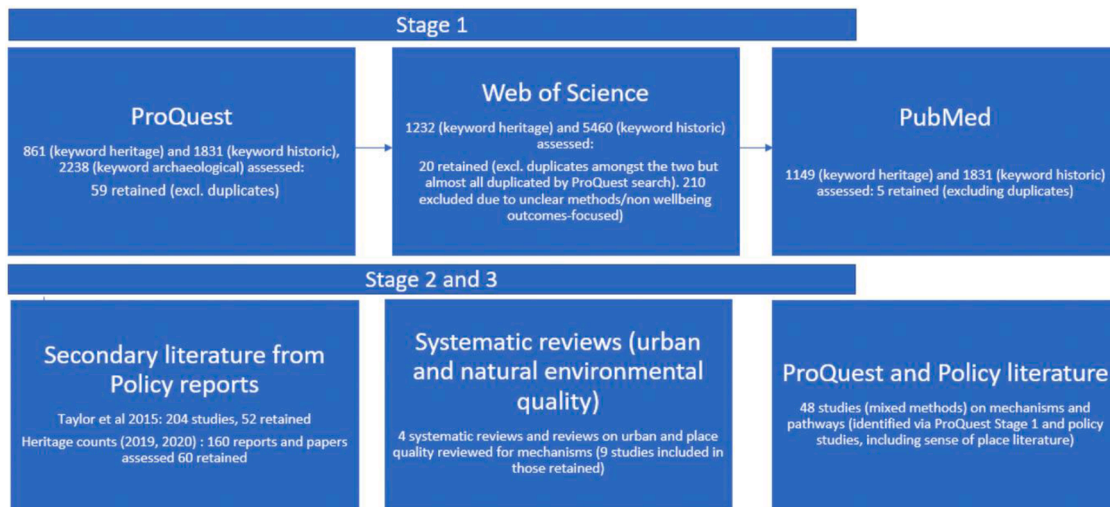 Stage 1
ProQuest
861 (keyword heritage) and 1831 (keyword historic),
2238 (keyword archaeological) assessed:
59 retained (excl. duplicates)
Web of Science
1232 (keyword heritage) and 5460 (keyword historic)
assessed:
20 retained (excl. duplicates amongst the two but
almost all duplicated by ProQuest search). 210
excluded due to unclear methods/non wellbeing
outcomes-focused)
PubMed
1149 (keyword heritage) and 1831 (keyword historic)
assessed: 5 retained (excluding duplicates)
Stage 2 and 3
Secondary literature from
Policy reports
Taylor et al 2015: 204 studies, 52 retained
Heritage counts (2019, 2020) : 160 reports and papers
assessed 60 retained
Systematic reviews (urban
and natural environmental
quality)
4 systematic reviews and reviews on urban and place
quality reviewed for mechanisms (9 studies included in
those retained)
ProQuest and Policy literature
48 studies (mixed methods) on mechanisms and
pathways (identified via ProQuest Stage 1 and policy
studies, including sense of place literature)